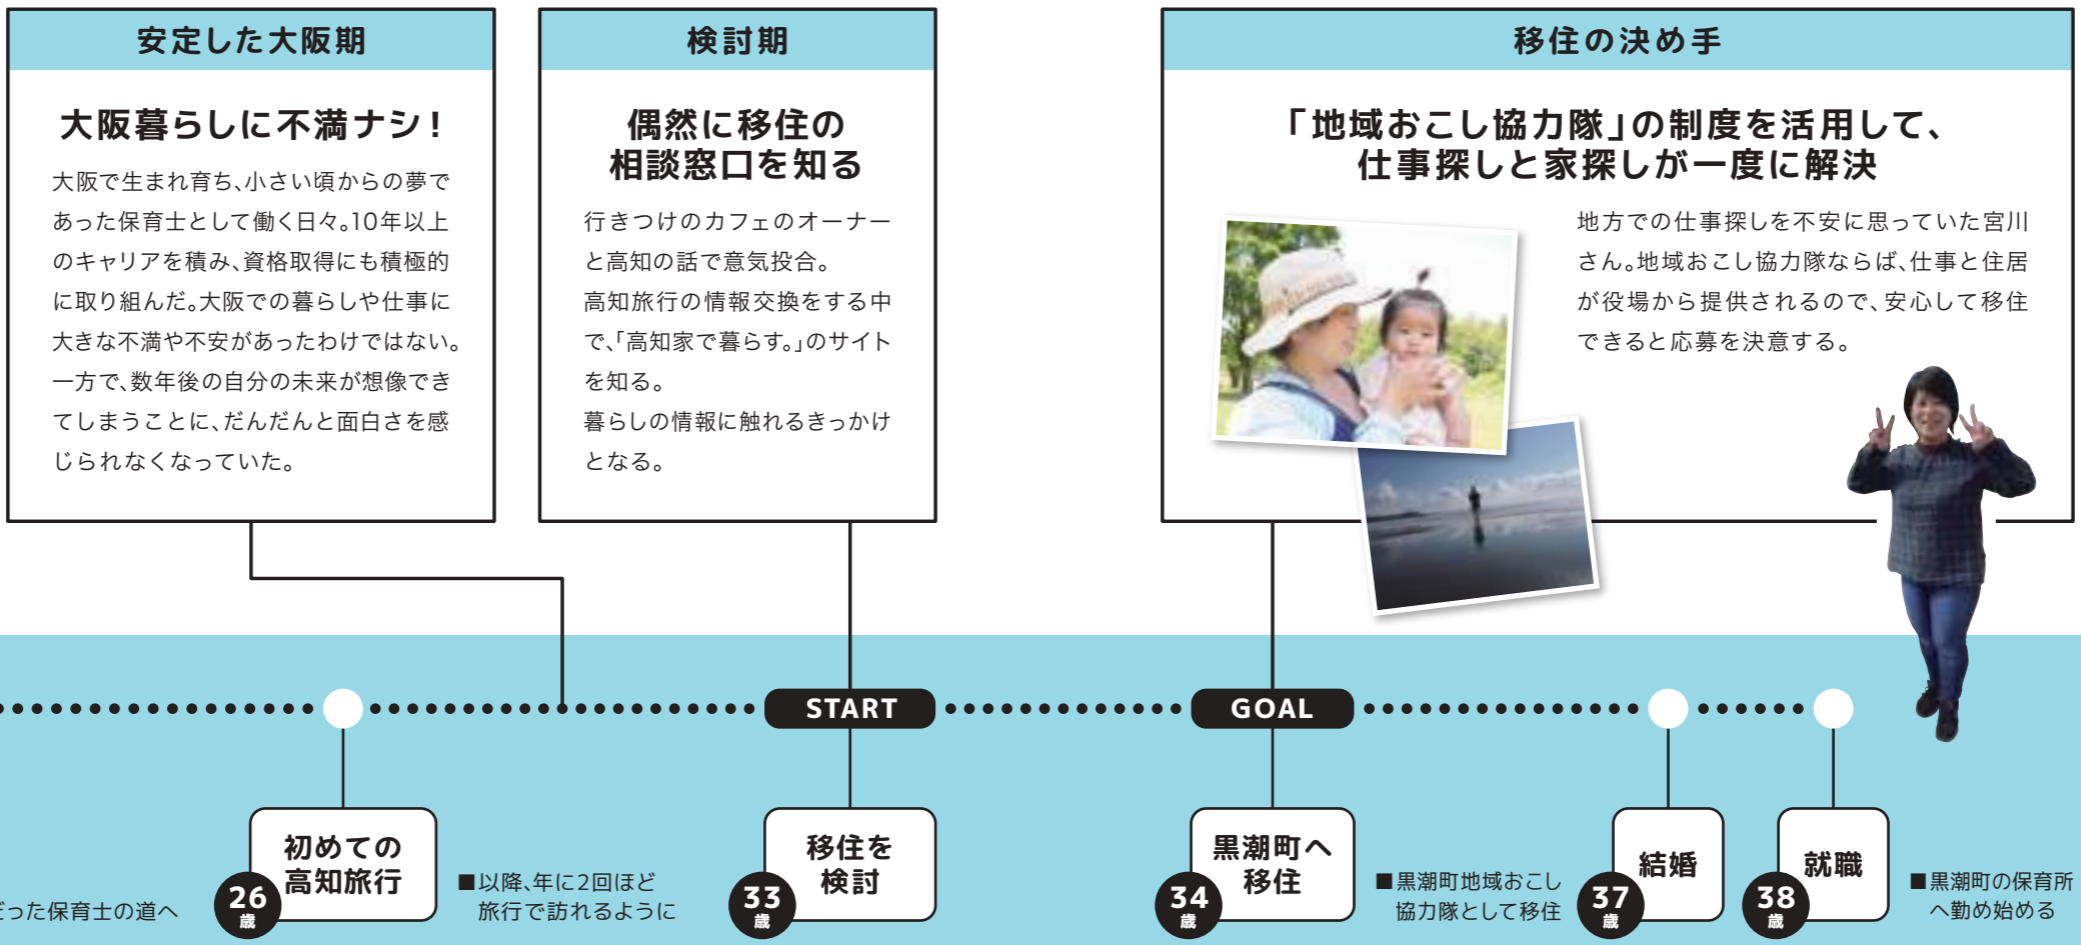 安定した大阪期
大阪暮らしに不満ナシ！
大阪で生まれ育ち、小さい頃からの夢で
あった保育士として働く日々。10年以上
のキャリアを積み、資格取得にも積極的
に取り組んだ。大阪での暮らしや仕事に
大きな不満や不安があったわけではない。
一方で、数年後の自分の未来が想像でき
てしまうことに、だんだんと面白さを感
じられなくなっていた。
検討期
偶然に移住の
相談窓口を知る
行きつけのカフェのオーナー
と高知の話で意気投合。
高知旅行の情報交換をする中
で、「高知家で暮らす。」のサイト
を知る。
暮らしの情報に触れるきっかけ
となる。
移住の決め手
「地域おこし協力隊」の制度を活用して、
仕事探しと家探しが一度に解決
地方での仕事探しを不安に思っていた宮川
さん。地域おこし協力隊ならば、仕事と住居
が役場から提供されるので、安心して移住
できると応募を決意する。
START
GOAL
だった保育士の道へ
初めての
高知旅行
26
歳
■以降、年に2回ほど
旅行で訪れるように
移住を
検討
33
歳
黒潮町へ
移住
34
歳
■黒潮町地域おこし
協力隊として移住
結婚
37
歳
就職
38
歳
■黒潮町の保育所
へ勤め始める